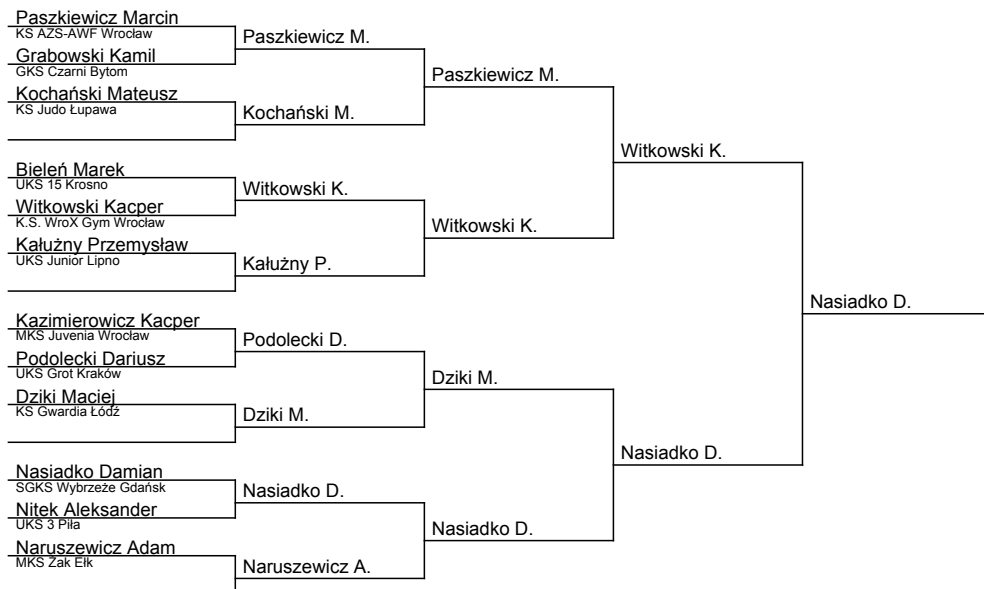 Paszkiewicz Marcin
KS AZS-AWF Wrocław
Paszkiewicz M.
Grabowski Kamil
GKS Czarni Bytom
Paszkiewicz M.
Kochański Mateusz
KS Judo Łupawa
Kochański M.
Witkowski K.
Bieleń Marek
UKS 15 Krosno
Witkowski K.
Witkowski Kacper
K.S. WroX Gym Wrocław
Witkowski K.
Kałużny Przemysław
UKS Junior Lipno
Kałużny P.
Nasiadko D.
Kazimierowicz Kacper
MKS Juvenia Wrocław
Podolecki D.
Podolecki Dariusz
UKS Grot Kraków
Dziki M.
Dziki Maciej
KS Gwardia Łódź
Dziki M.
Nasiadko D.
Nasiadko Damian
SGKS Wybrzeże Gdańsk
Nasiadko D.
Nitek Aleksander
UKS 3 Piła
Nasiadko D.
Naruszewicz Adam
MKS Żak Ełk
Naruszewicz A.